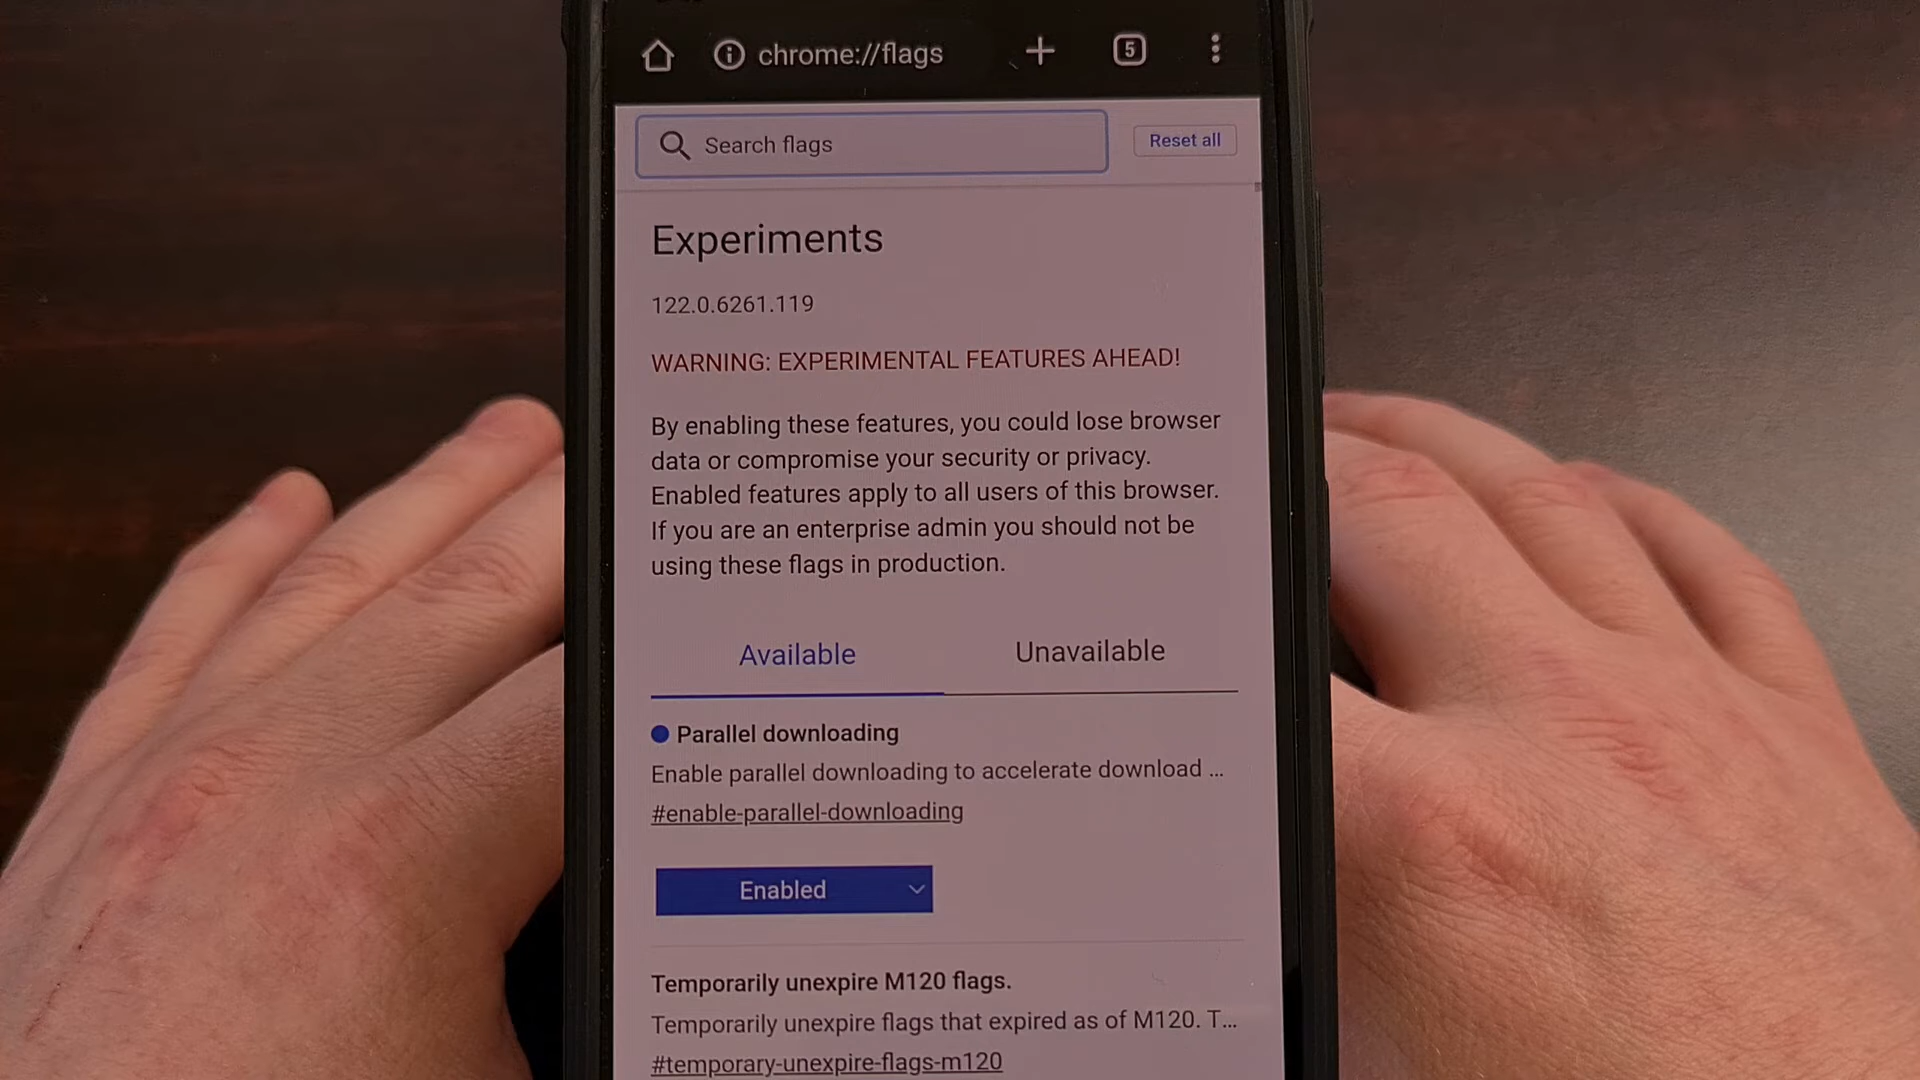 chrome://flags
5
Search flags
Reset all
Experiments
122.0.6261.119
WARNING: EXPERIMENTAL FEATURES AHEAD!
By enabling these features, you could lose browser
data or compromise your security or privacy.
Enabled features apply to all users of this browser.
If you are an enterprise admin you should not be
using these flags in production.
Available
Unavailable
Parallel downloading
Enable parallel downloading to accelerate download ...
#enable-parallel-downloading
Enabled
Temporarily unexpire M120 flags.
Temporarily unexpire flags that expired as of M120. T...
#temporary-unexpire-flags-m120